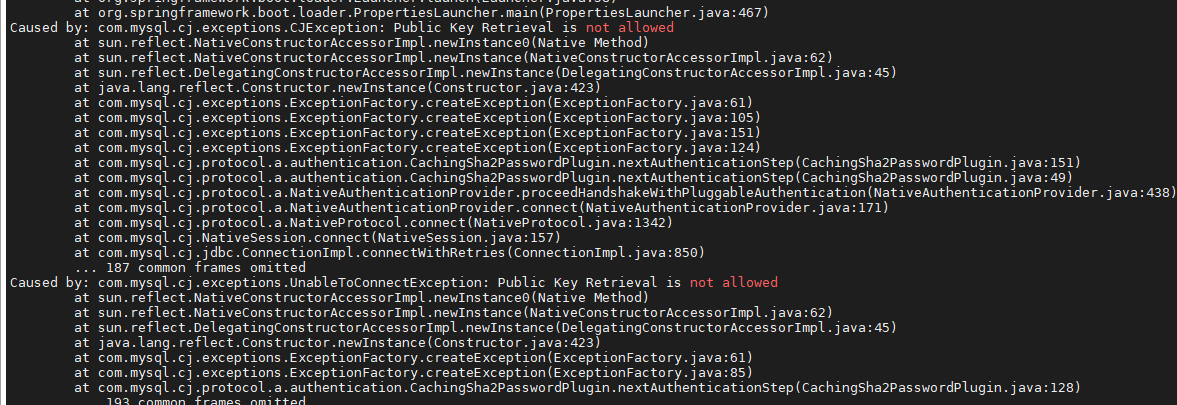 at org.springframework.boot.loader.PropertiesLauncher.main(PropertiesLauncher.java:467)
Caused by: com.mysql.cj.exceptions.CJException: Public Key Retrieval is not allowed
at sun.reflect.NativeConstructorAccessorImpl.newInstance0(Native Method)
at sun.reflect.NativeConstructorAccessorImpl.newInstance(NativeConstructorAccessorImpl.java:62)
at sun.reflect.DelegatingConstructorAccessorImpl.newInstance(DelegatingConstructorAccessorImpl.java:45)
at java.lang.reflect.Constructor.newInstance(Constructor.java:423)
at com.mysql.cj.exceptions.ExceptionFactory.createException(ExceptionFactory.java:61)
at com.mysql.cj.exceptions.ExceptionFactory.createException(ExceptionFactory.java:105)
at com.mysql.cj.exceptions.ExceptionFactory.createException(ExceptionFactory.java:151)
at com.mysql.cj.exceptions.ExceptionFactory.createException(ExceptionFactory.java:124)
at com.mysql.cj.protocol.a.authentication.CachingSha2PasswordPlugin.nextAuthenticationStep(CachingSha2PasswordPlugin.java:151)
at com.mysql.cj.protocol.a.authentication.CachingSha2PasswordPlugin.nextAuthenticationStep(CachingSha2PasswordPlugin.java:49)
at com.mysql.cj.protocol.a.NativeAuthenticationProvider.proceedHandshakeWithPluggableAuthentication(NativeAuthenticationProvider.java:438)
at com.mysql.cj.protocol.a.NativeAuthenticationProvider.connect(NativeAuthenticationProvider.java:171)
at com.mysql.cj.protocol.a.NativeProtocol.connect(NativeProtocol.java:1342)
at com.mysql.cj.NativeSession.connect(NativeSession.java:157)
at com.mysql.cj.jdbc.ConnectionImpl.connectWithRetries(ConnectionImpl.java:850)
... 187 common frames omitted
Caused by: com.mysql.cj.exceptions.UnableToConnectException: Public Key Retrieval is not allowed
at sun.reflect.NativeConstructorAccessorImpl.newInstance0(Native Method)
at sun.reflect.NativeConstructorAccessorImpl.newInstance(NativeConstructorAccessorImpl.java:62)
at sun.reflect.DelegatingConstructorAccessorImpl.newInstance(DelegatingConstructorAccessorImpl.java:45)
at java.lang.reflect.Constructor.newInstance(Constructor.java:423)
at com.mysql.cj.exceptions.ExceptionFactory.createException(ExceptionFactory.java:61)
at com.mysql.cj.exceptions.ExceptionFactory.createException(ExceptionFactory.java:85)
at com.mysql.cj.protocol.a.authentication.CachingSha2PasswordPlugin.nextAuthenticationStep(CachingSha2PasswordPlugin.java:128)
193 common frames omitted